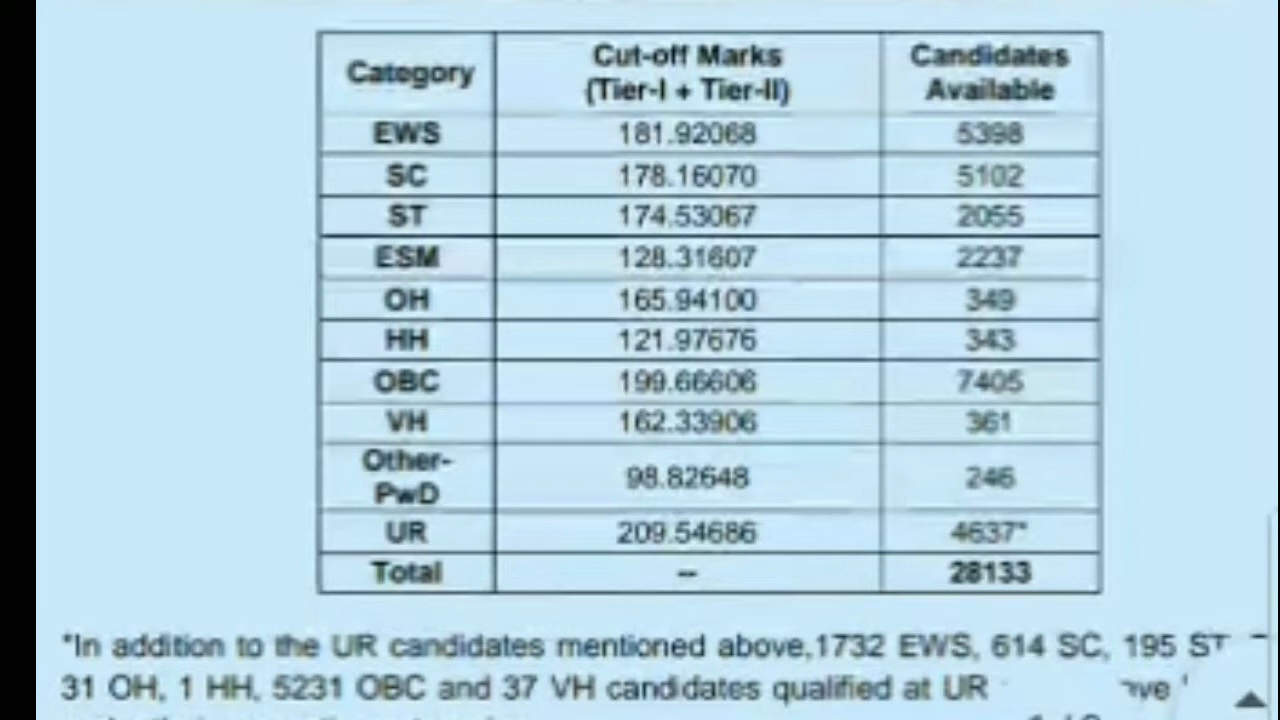 Category Cut-off Marks (Tier-I + Tier-II) Candidates Available
EWS 181.92068 5398
SC 178.16070 5102
ST 174.53067 2055
ESM 128.31607 2237
OH 165.94100 349
HH 121.97676 343
OBC 199.66606 7405
VH 162.33906 361
Other-PwD 98.82648 246
UR 209.54686 4637*
Total -- 28133
*In addition to the UR candidates mentioned above,1732 EWS, 614 SC, 195 ST
31 OH, 1 HH, 5231 OBC and 37 VH candidates qualified at UR